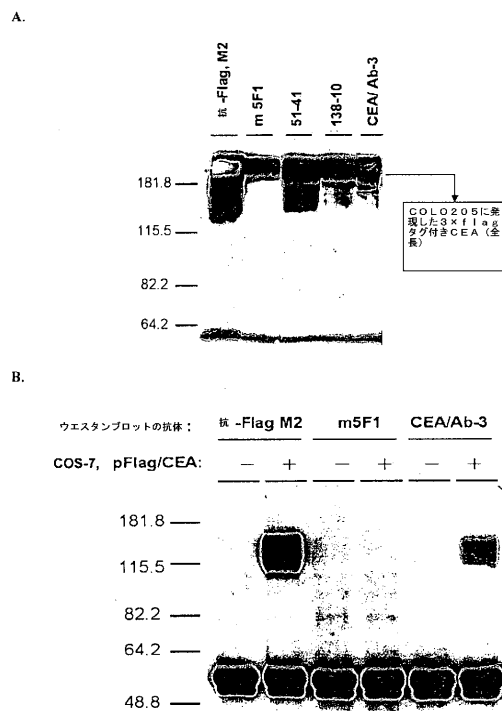 A.
抗 -Flag, M2
m 5F1
51-41
138-10
CEA/ Ab-3
181.8
115.5
82.2
64.2
COLO205に発
現した3×flag
タグ付きCEA（全
長）
B.
ウエスタンブロットの抗体：
抗 -Flag M2
m5F1
CEA/Ab-3
COS-7, pFlag/CEA:
− + − + − +
181.8
115.5
82.2
64.2
48.8